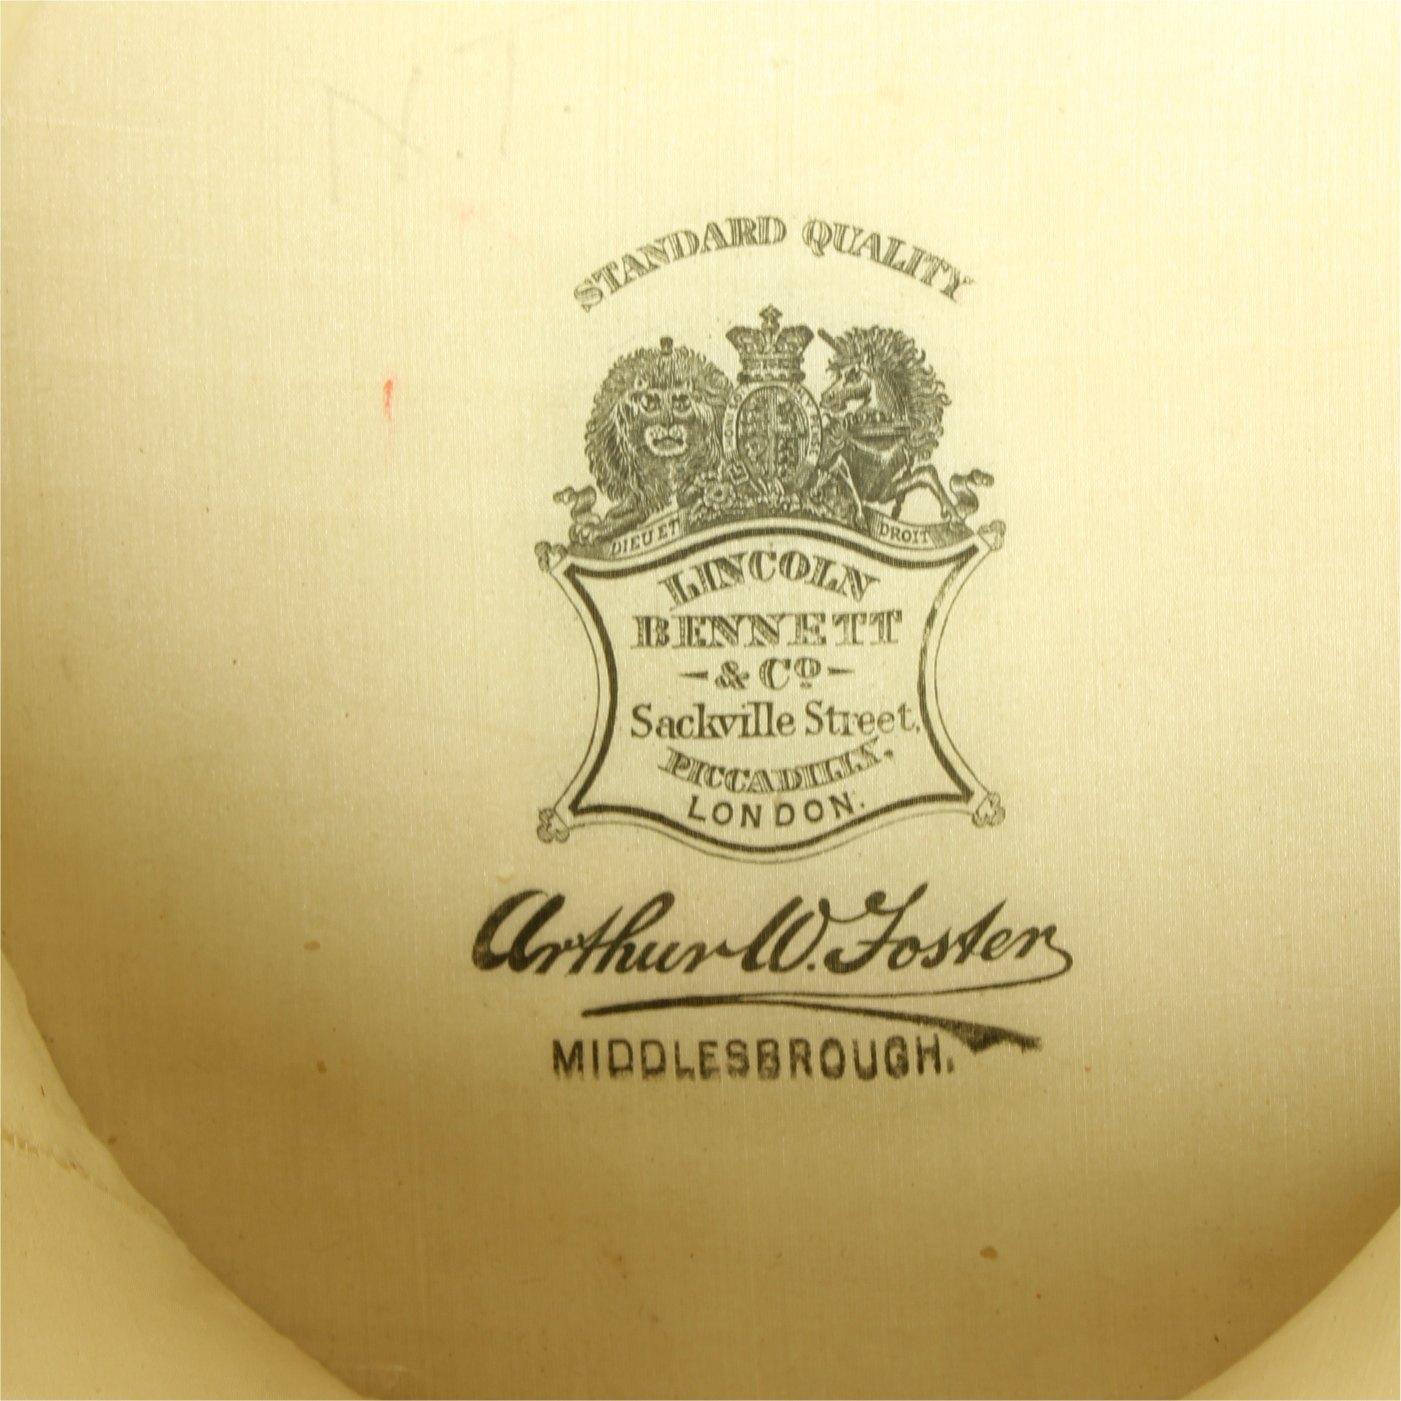 STANDARD QUALITY
DIEU ET DROIT
LINCOLN
BENNETT
& Co
Sackville Street,
PICCADILLY,
LONDON.
Arthur W. Foster
MIDDLESBROUGH.